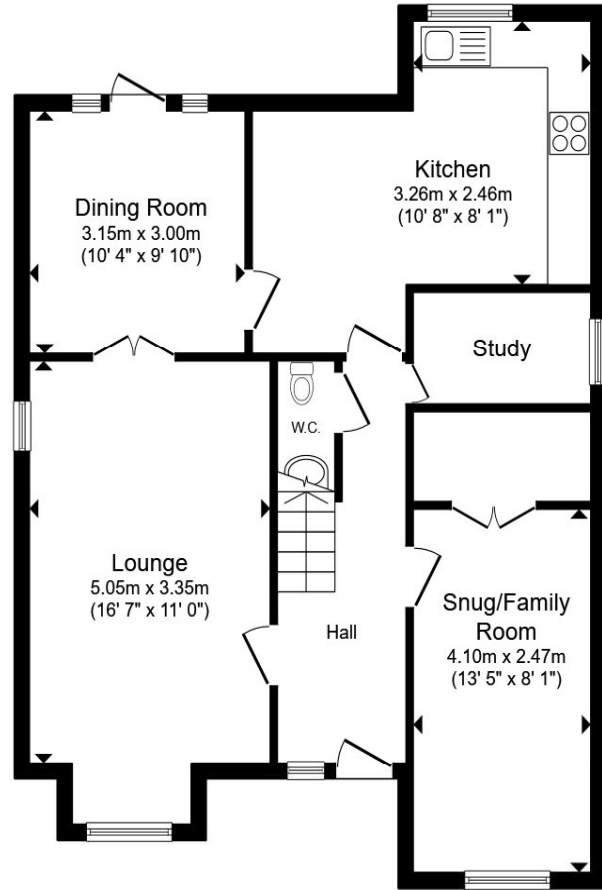 Kitchen
3.26m x 2.46m
(10' 8" x 8' 1")
Dining Room
3.15m x 3.00m
(10' 4" x 9' 10")
Study
W.C.
Lounge
5.05m x 3.35m
(16' 7" x 11' 0")
Hall
Snug/Family
Room
4.10m x 2.47m
(13' 5" x 8' 1")